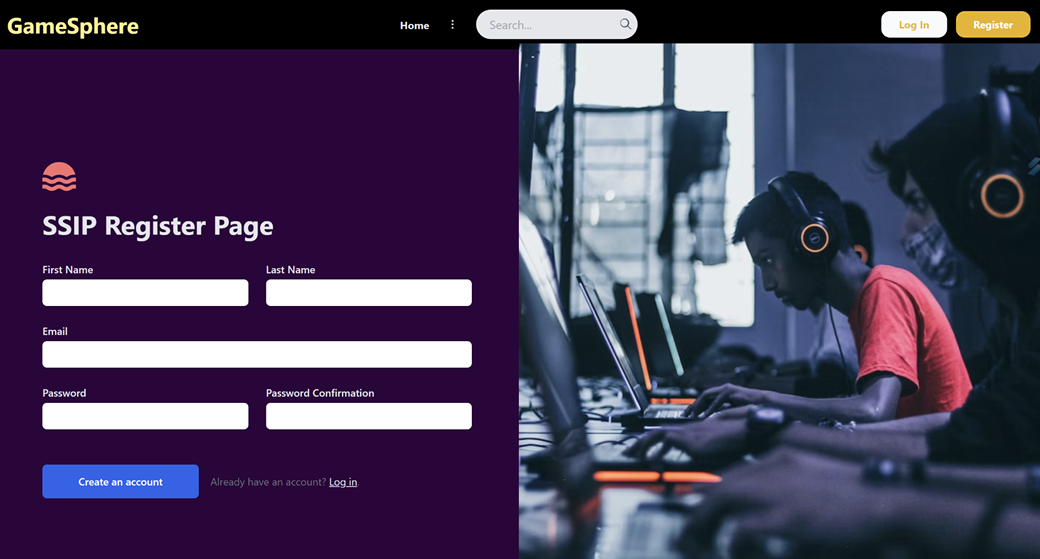 GameSphere
Home
Search...
Log In
Register
SSIP Register Page
First Name
Last Name
Email
Password
Password Confirmation
Create an account
Already have an account? Log in.